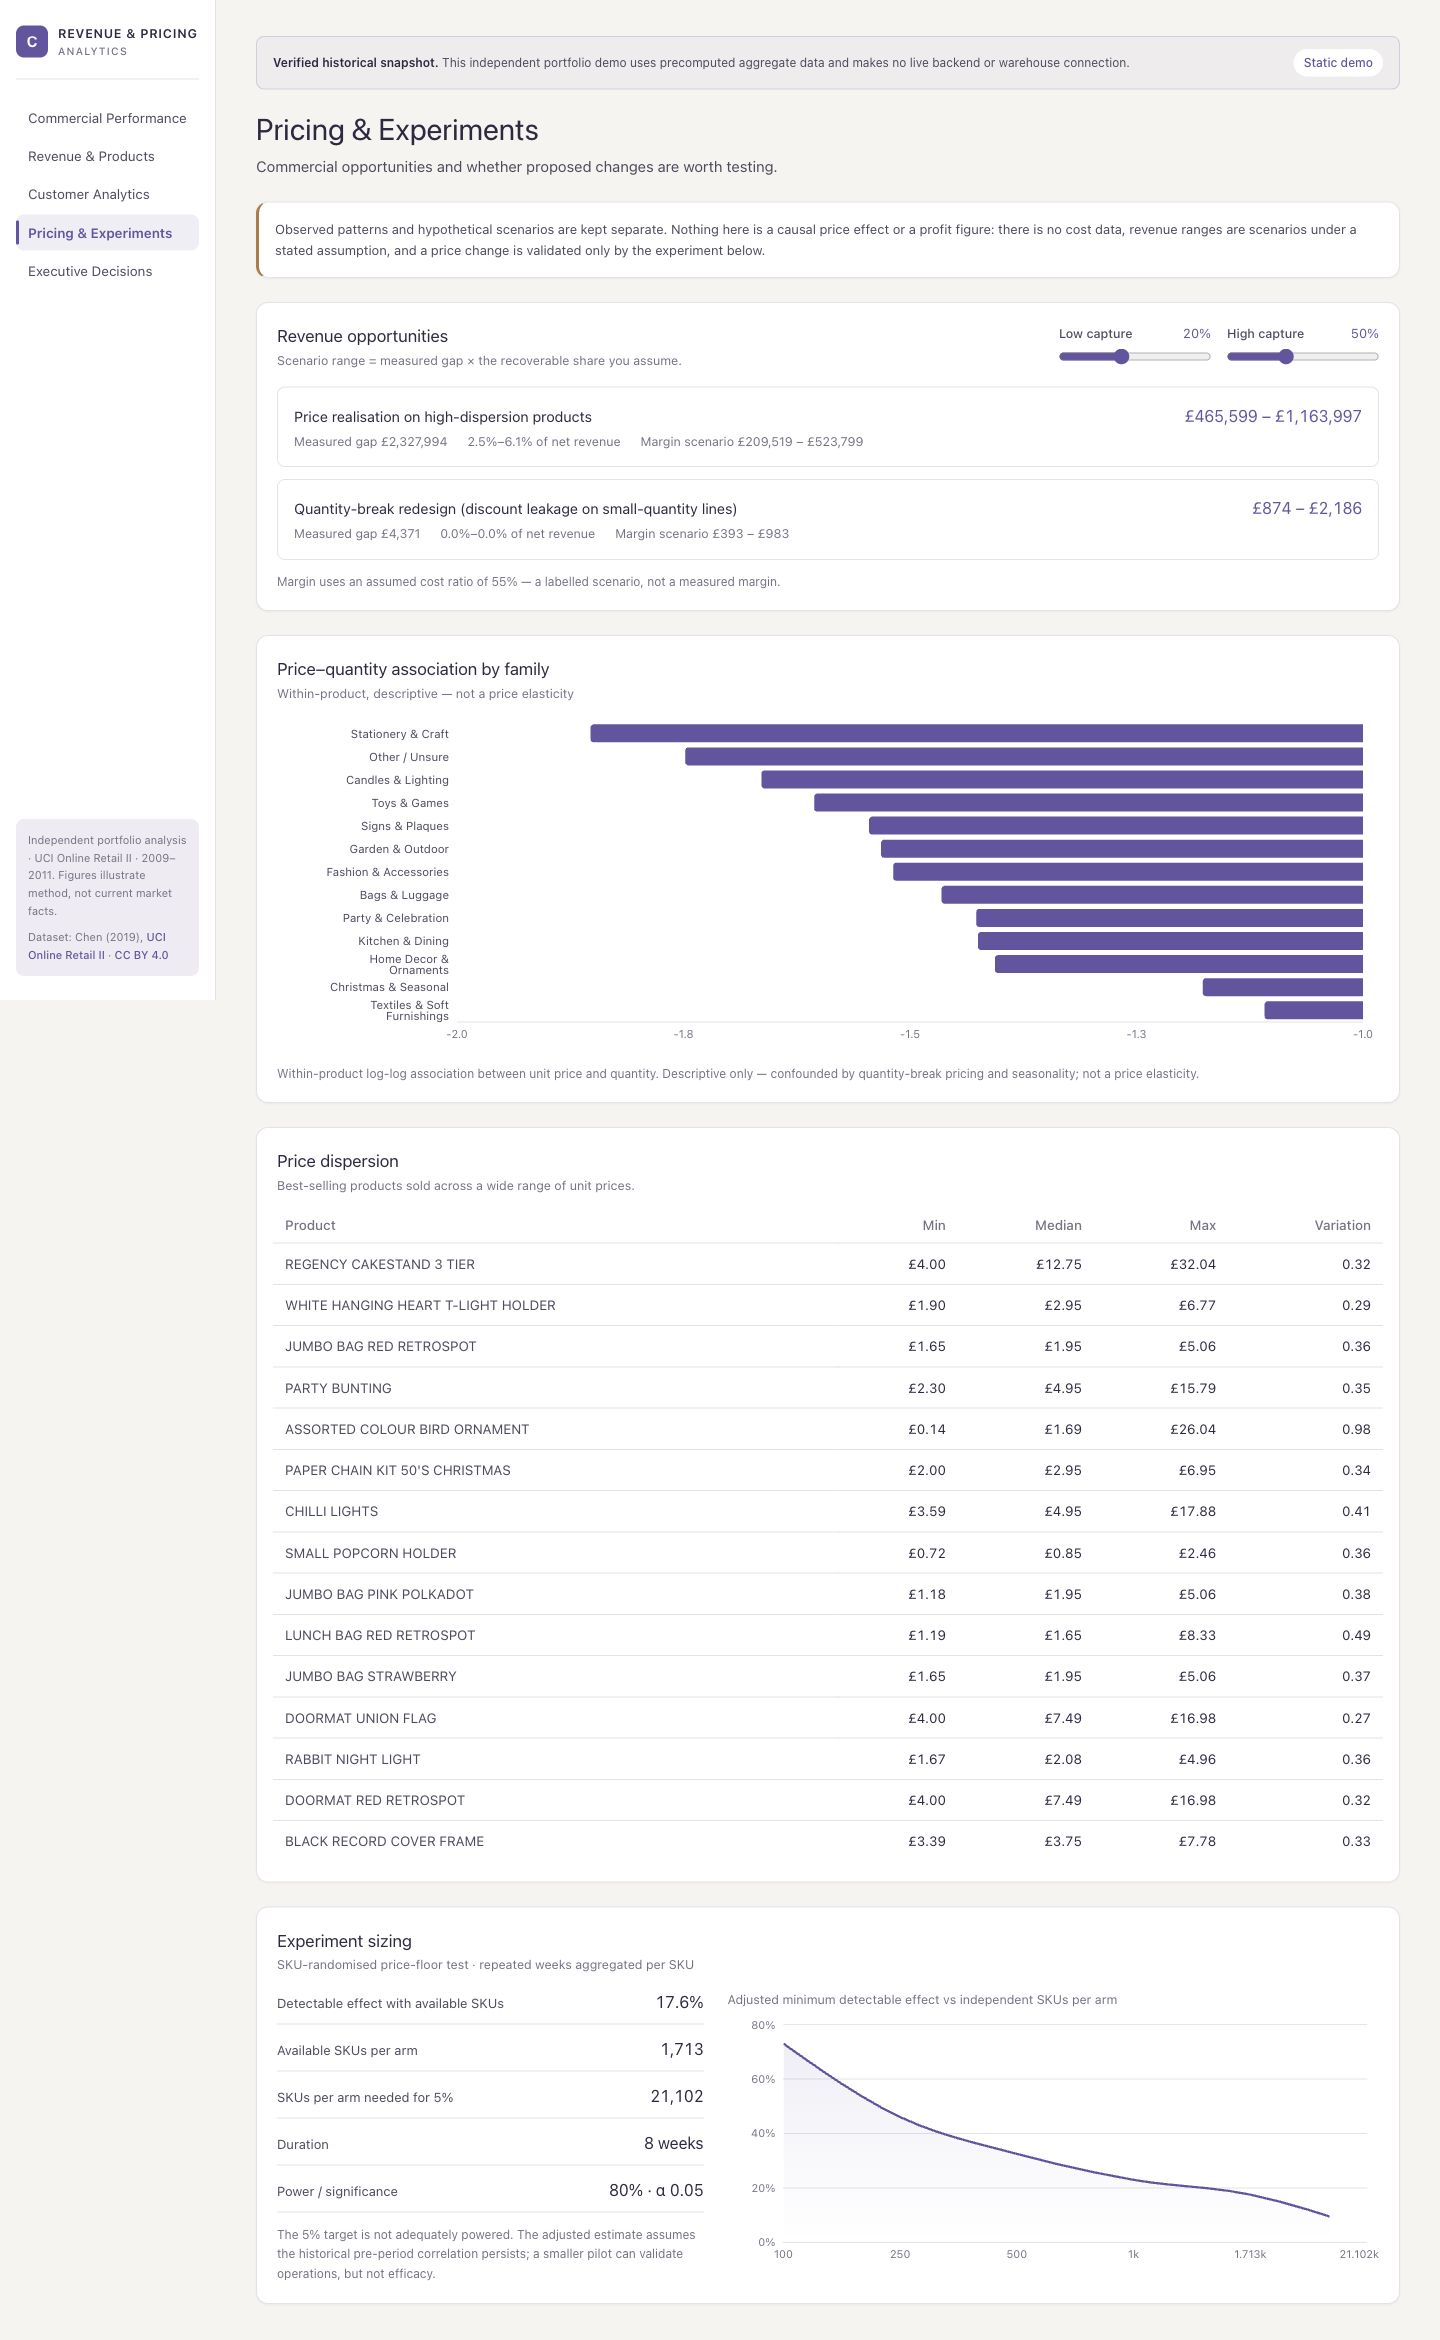 C
REVENUE & PRICING
ANALYTICS
Commercial Performance
Revenue & Products
Customer Analytics
Pricing & Experiments
Executive Decisions
Independent portfolio analysis
· UCI Online Retail II · 2009–
2011. Figures illustrate
method, not current market
facts.
Dataset: Chen (2019), UCI
Online Retail II · CC BY 4.0
Verified historical snapshot. This independent portfolio demo uses precomputed aggregate data and makes no live backend or warehouse connection.
Static demo
Pricing & Experiments
Commercial opportunities and whether proposed changes are worth testing.
Observed patterns and hypothetical scenarios are kept separate. Nothing here is a causal price effect or a profit figure: there is no cost data, revenue ranges are scenarios under a
stated assumption, and a price change is validated only by the experiment below.
Revenue opportunities
Scenario range = measured gap × the recoverable share you assume.
Low capture 20% High capture 50%
Price realisation on high-dispersion products £465,599 – £1,163,997
Measured gap £2,327,994 2.5%–6.1% of net revenue Margin scenario £209,519 – £523,799
Quantity-break redesign (discount leakage on small-quantity lines) £874 – £2,186
Measured gap £4,371 0.0%–0.0% of net revenue Margin scenario £393 – £983
Margin uses an assumed cost ratio of 55% — a labelled scenario, not a measured margin.
Price–quantity association by family
Within-product, descriptive — not a price elasticity
Stationery & Craft
Other / Unsure
Candles & Lighting
Toys & Games
Signs & Plaques
Garden & Outdoor
Fashion & Accessories
Bags & Luggage
Party & Celebration
Kitchen & Dining
Home Decor &
Ornaments
Christmas & Seasonal
Textiles & Soft
Furnishings
-2.0 -1.8 -1.5 -1.3 -1.0
Within-product log-log association between unit price and quantity. Descriptive only — confounded by quantity-break pricing and seasonality; not a price elasticity.
Price dispersion
Best-selling products sold across a wide range of unit prices.
Product Min Median Max Variation
REGENCY CAKESTAND 3 TIER £4.00 £12.75 £32.04 0.32
WHITE HANGING HEART T-LIGHT HOLDER £1.90 £2.95 £6.77 0.29
JUMBO BAG RED RETROSPOT £1.65 £1.95 £5.06 0.36
PARTY BUNTING £2.30 £4.95 £15.79 0.35
ASSORTED COLOUR BIRD ORNAMENT £0.14 £1.69 £26.04 0.98
PAPER CHAIN KIT 50'S CHRISTMAS £2.00 £2.95 £6.95 0.34
CHILLI LIGHTS £3.59 £4.95 £17.88 0.41
SMALL POPCORN HOLDER £0.72 £0.85 £2.46 0.36
JUMBO BAG PINK POLKADOT £1.18 £1.95 £5.06 0.38
LUNCH BAG RED RETROSPOT £1.19 £1.65 £8.33 0.49
JUMBO BAG STRAWBERRY £1.65 £1.95 £5.06 0.37
DOORMAT UNION FLAG £4.00 £7.49 £16.98 0.27
RABBIT NIGHT LIGHT £1.67 £2.08 £4.96 0.36
DOORMAT RED RETROSPOT £4.00 £7.49 £16.98 0.32
BLACK RECORD COVER FRAME £3.39 £3.75 £7.78 0.33
Experiment sizing
SKU-randomised price-floor test · repeated weeks aggregated per SKU
Detectable effect with available SKUs 17.6%
Available SKUs per arm 1,713
SKUs per arm needed for 5% 21,102
Duration 8 weeks
Power / significance 80% · α 0.05
The 5% target is not adequately powered. The adjusted estimate assumes
the historical pre-period correlation persists; a smaller pilot can validate
operations, but not efficacy.
Adjusted minimum detectable effect vs independent SKUs per arm
80%
60%
40%
20%
0%
100 250 500 1k 1.713k 21.102k